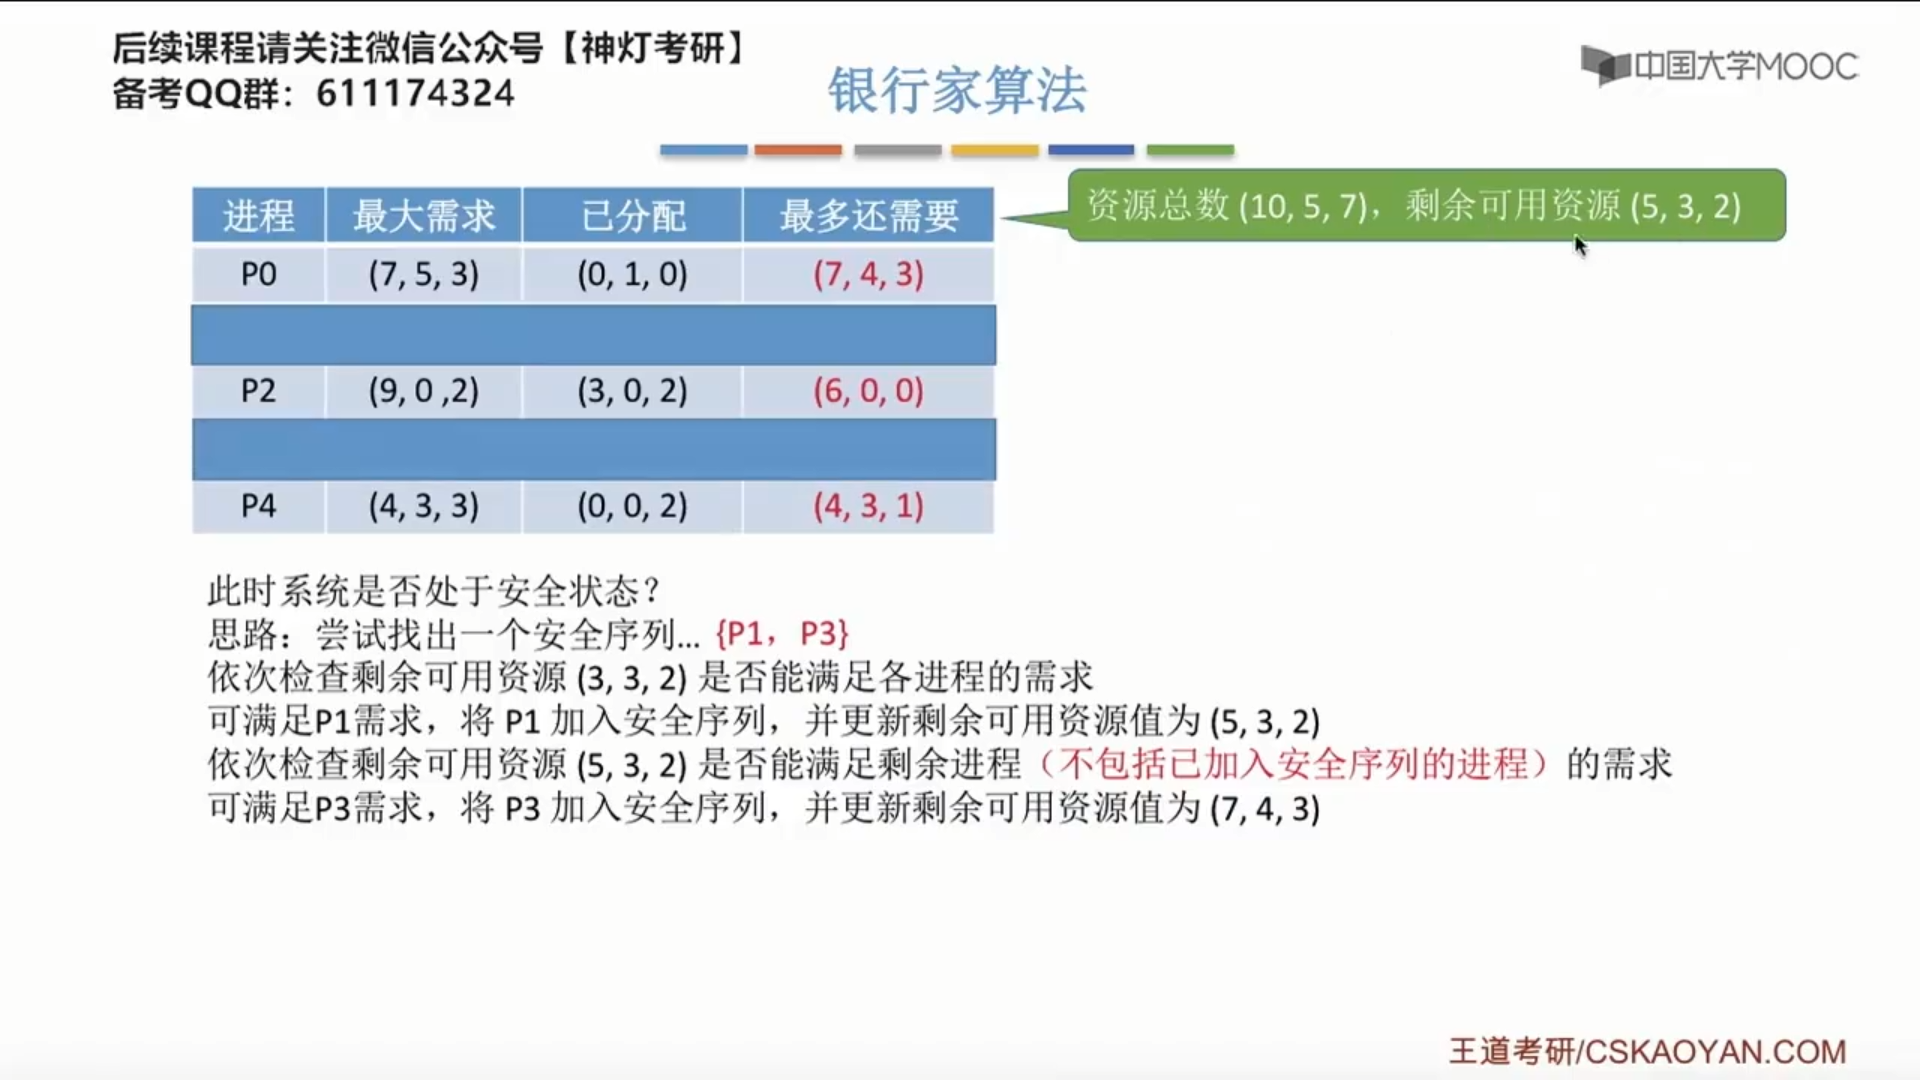 后续课程请关注微信公众号【神灯考研】
备考QQ群：611174324
中国大学MOOC
银行家算法
资源总数 (10, 5, 7)，剩余可用资源 (5, 3, 2)
进程 最大需求 已分配 最多还需要
P0 (7, 5, 3) (0, 1, 0) (7, 4, 3)
P2 (9, 0 ,2) (3, 0, 2) (6, 0, 0)
P4 (4, 3, 3) (0, 0, 2) (4, 3, 1)
此时系统是否处于安全状态？
思路：尝试找出一个安全序列... {P1，P3}
依次检查剩余可用资源 (3, 3, 2) 是否能满足各进程的需求
可满足P1需求，将 P1 加入安全序列，并更新剩余可用资源值为 (5, 3, 2)
依次检查剩余可用资源 (5, 3, 2) 是否能满足剩余进程（不包括已加入安全序列的进程）的需求
可满足P3需求，将 P3 加入安全序列，并更新剩余可用资源值为 (7, 4, 3)
王道考研/CSKAOYAN.COM